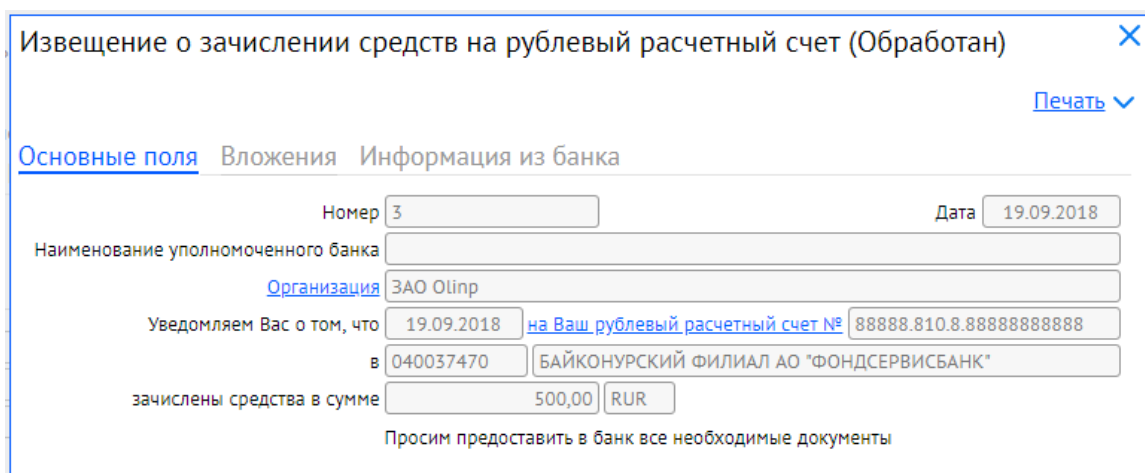 Извещение о зачислении средств на рублевый расчетный счет (Обработан)
Печать
Основные поля Вложения Информация из банка
Номер 3 Дата 19.09.2018
Наименование уполномоченного банка
Организация ЗАО Olinp
Уведомляем Вас о том, что 19.09.2018 на Ваш рублевый расчетный счет № 88888.810.8.88888888888
в 040037470 БАЙКОНУРСКИЙ ФИЛИАЛ АО "ФОНДСЕРВИСБАНК"
зачислены средства в сумме 500,00 RUR
Просим предоставить в банк все необходимые документы